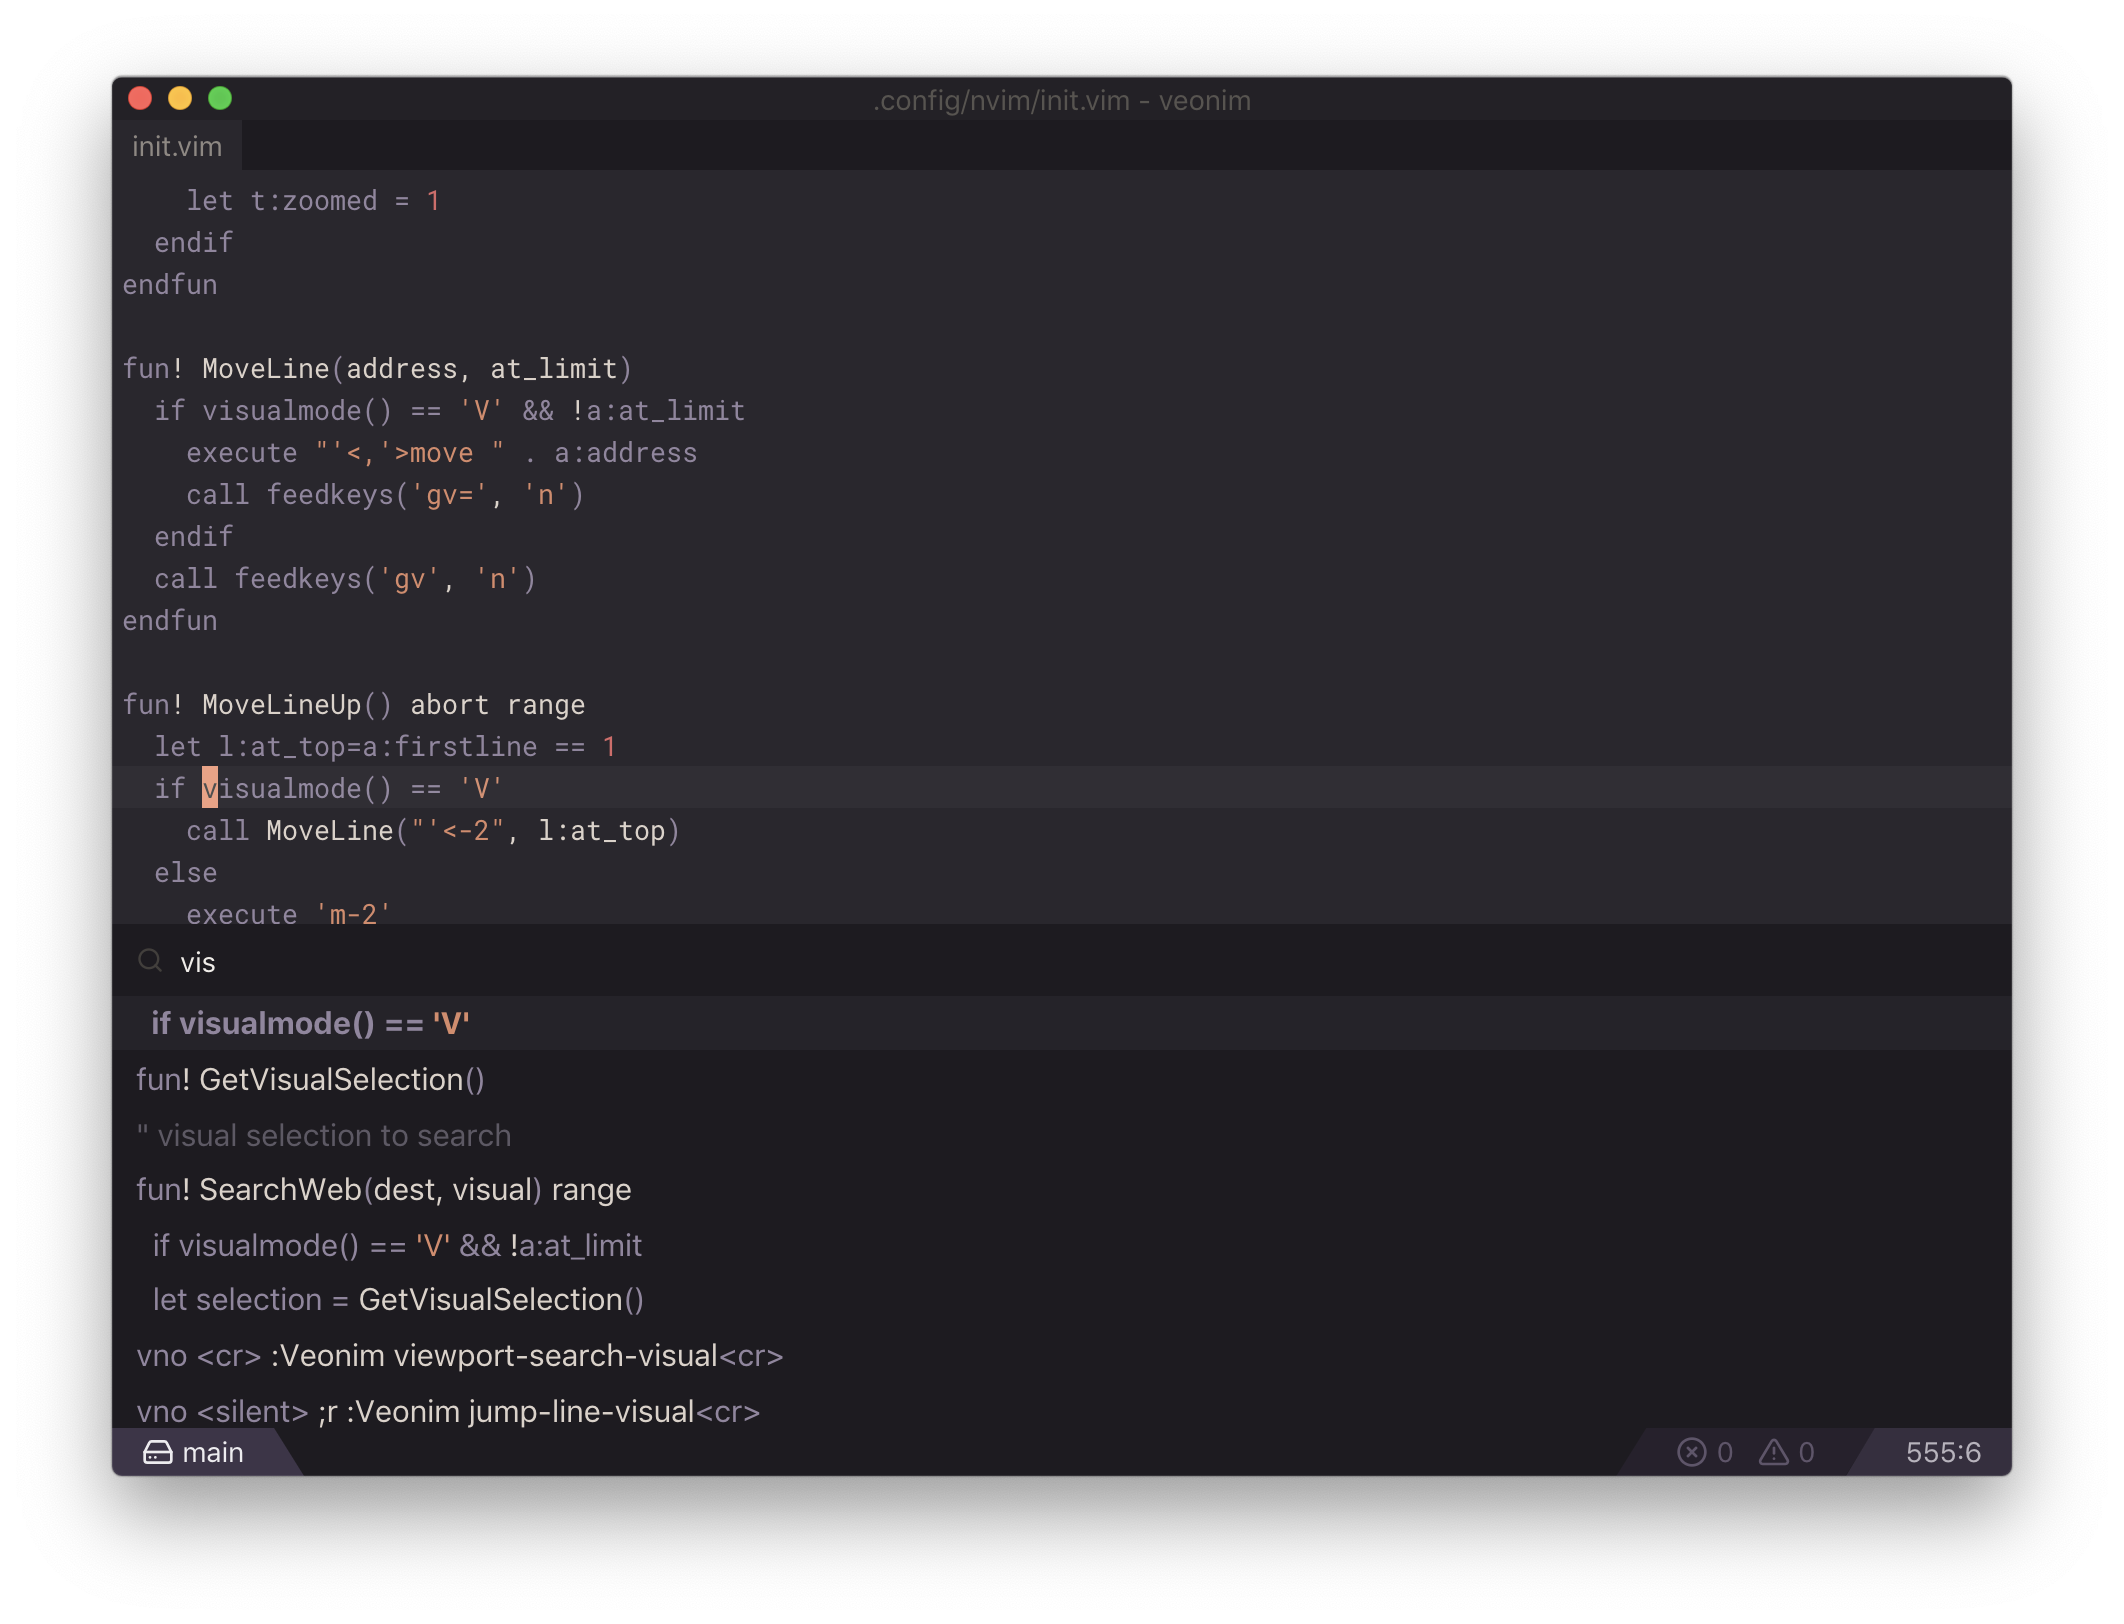 .config/nvim/init.vim - veonim
init.vim
    let t:zoomed = 1
  endif
endfun
fun! MoveLine(address, at_limit)
  if visualmode() == 'V' && !a:at_limit
    execute "'<,'>move " . a:address
    call feedkeys('gv=', 'n')
  endif
  call feedkeys('gv', 'n')
endfun
fun! MoveLineUp() abort range
  let l:at_top=a:firstline == 1
  if visualmode() == 'V'
    call MoveLine("'<-2", l:at_top)
  else
    execute 'm-2'
vis
  if visualmode() == 'V'
fun! GetVisualSelection()
" visual selection to search
fun! SearchWeb(dest, visual) range
  if visualmode() == 'V' && !a:at_limit
  let selection = GetVisualSelection()
vno <cr> :Veonim viewport-search-visual<cr>
vno <silent> ;r :Veonim jump-line-visual<cr>
main 0 0 555:6